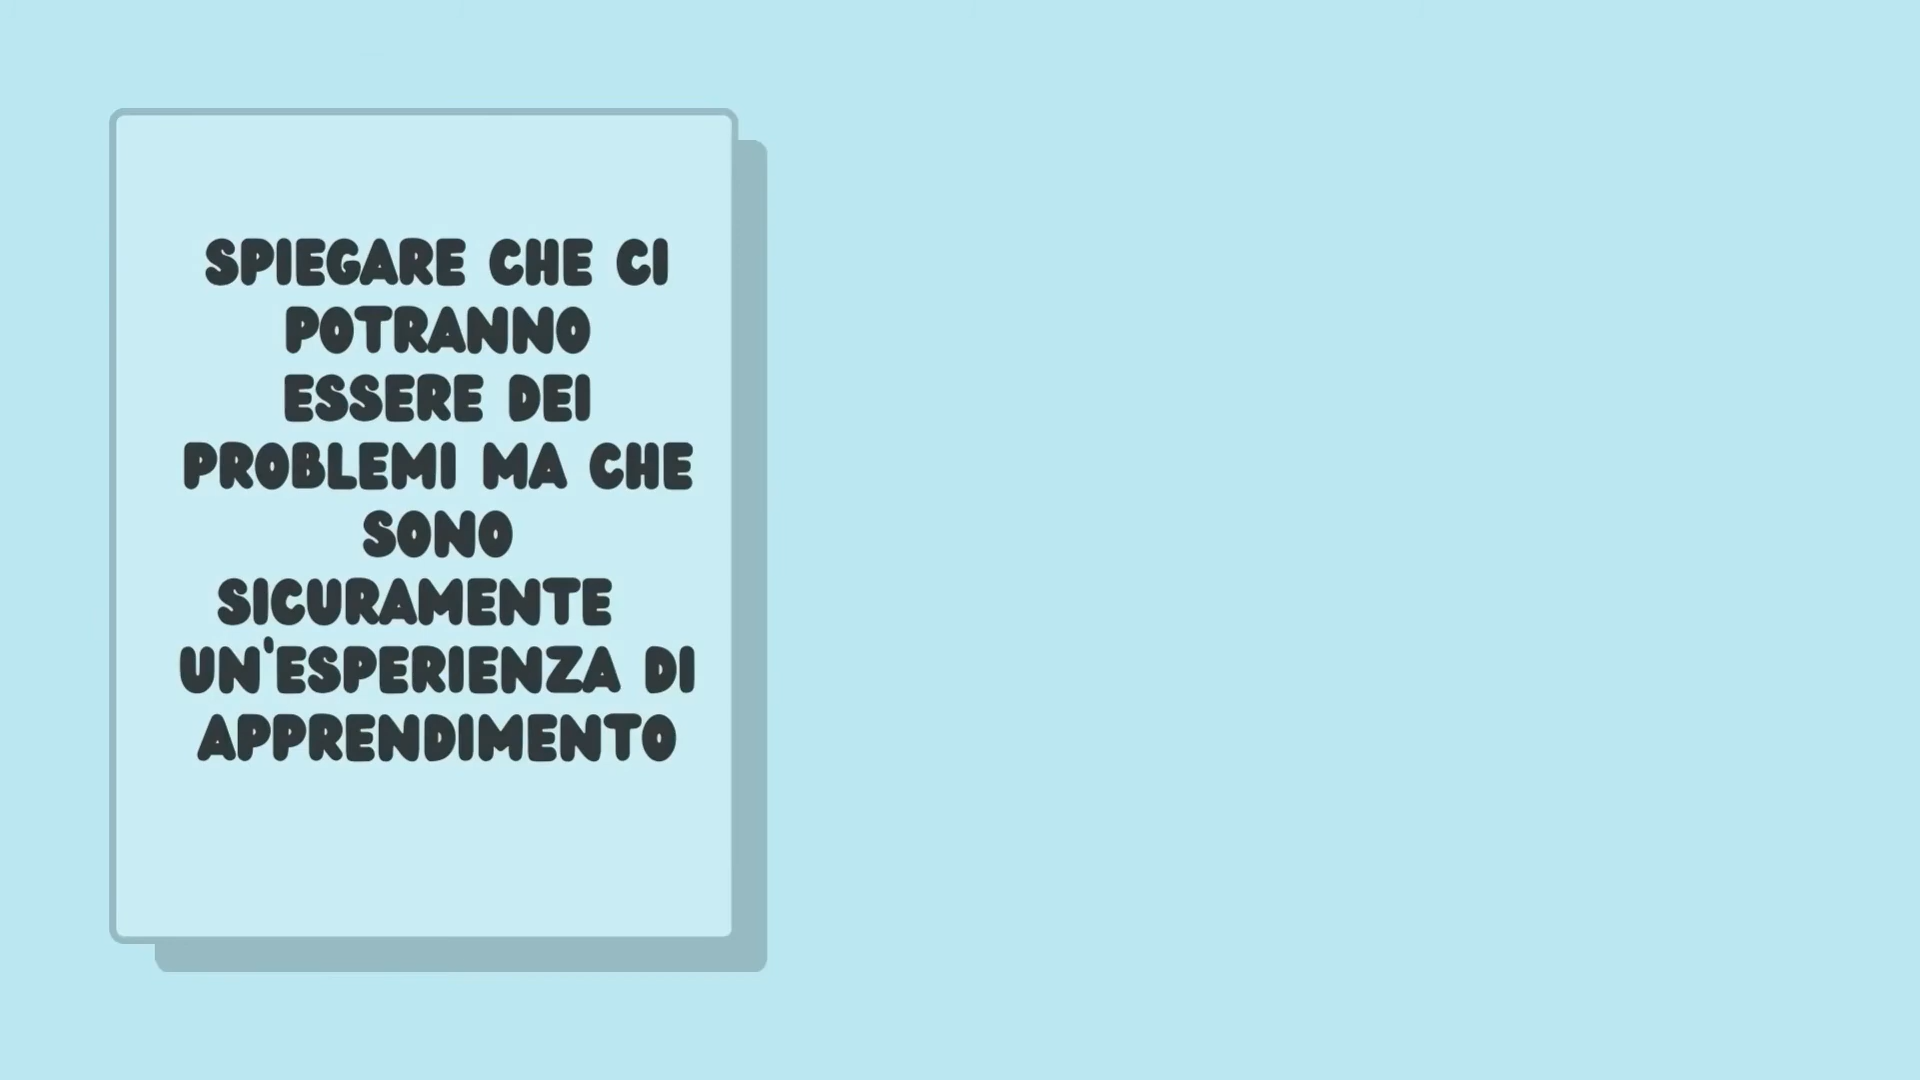 SPIEGARE CHE CI
POTRANNO
ESSERE DEI
PROBLEMI MA CHE
SONO
SICURAMENTE
UN'ESPERIENZA DI
APPRENDIMENTO